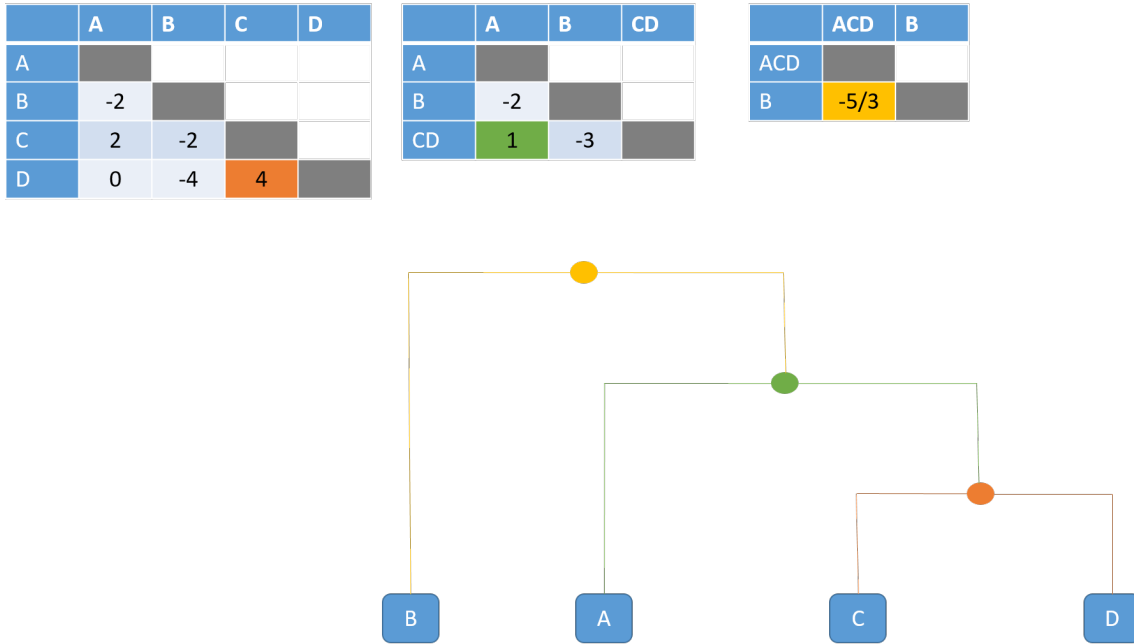 A B C D
A
B -2
C 2 -2
D 0 -4 4
A B CD
A
B -2
CD 1 -3
ACD B
ACD
B -5/3
B A C D